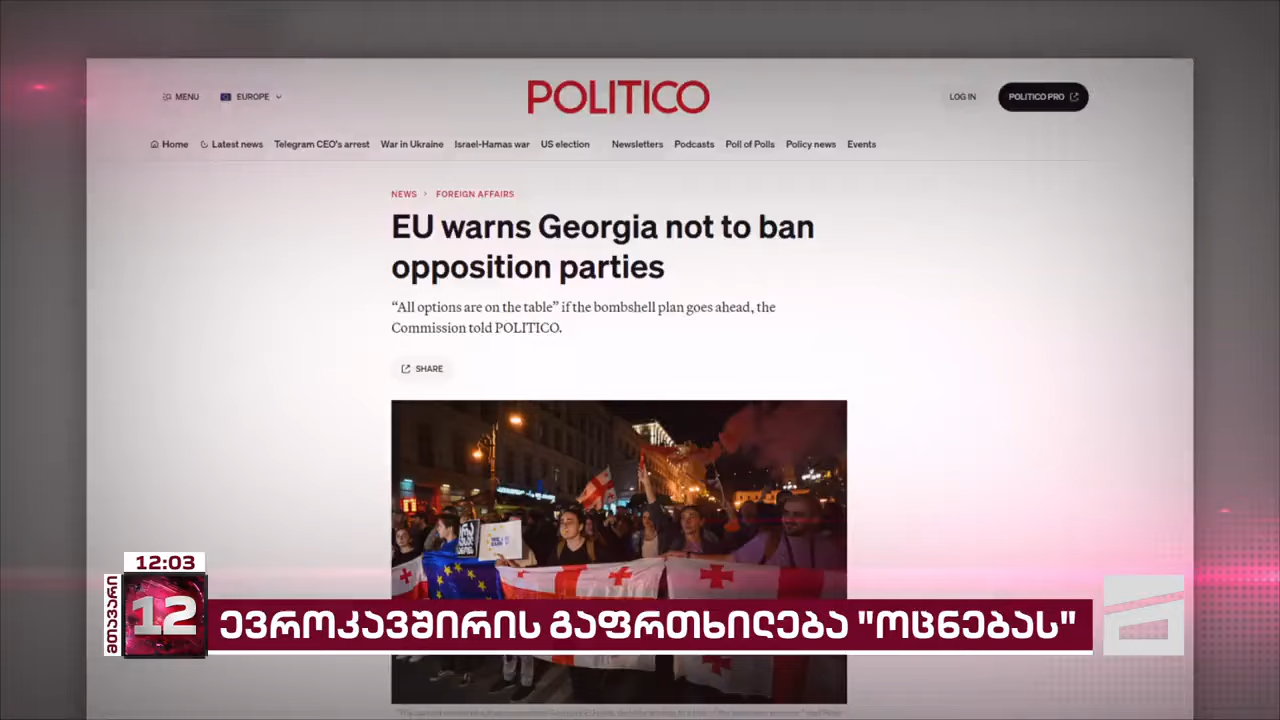 POLITICO
MENU
EUROPE
LOG IN
POLITICO PRO
Home Latest news Telegram CEO's arrest War in Ukraine Israel-Hamas war US election Newsletters Podcasts Poll of Polls Policy news Events
NEWS › FOREIGN AFFAIRS
EU warns Georgia not to ban
opposition parties
“All options are on the table” if the bombshell plan goes ahead, the
Commission told POLITICO.
SHARE
12:03
მთავარი
12
ევროკავშირის გაფრთხილება "ოცნებას"